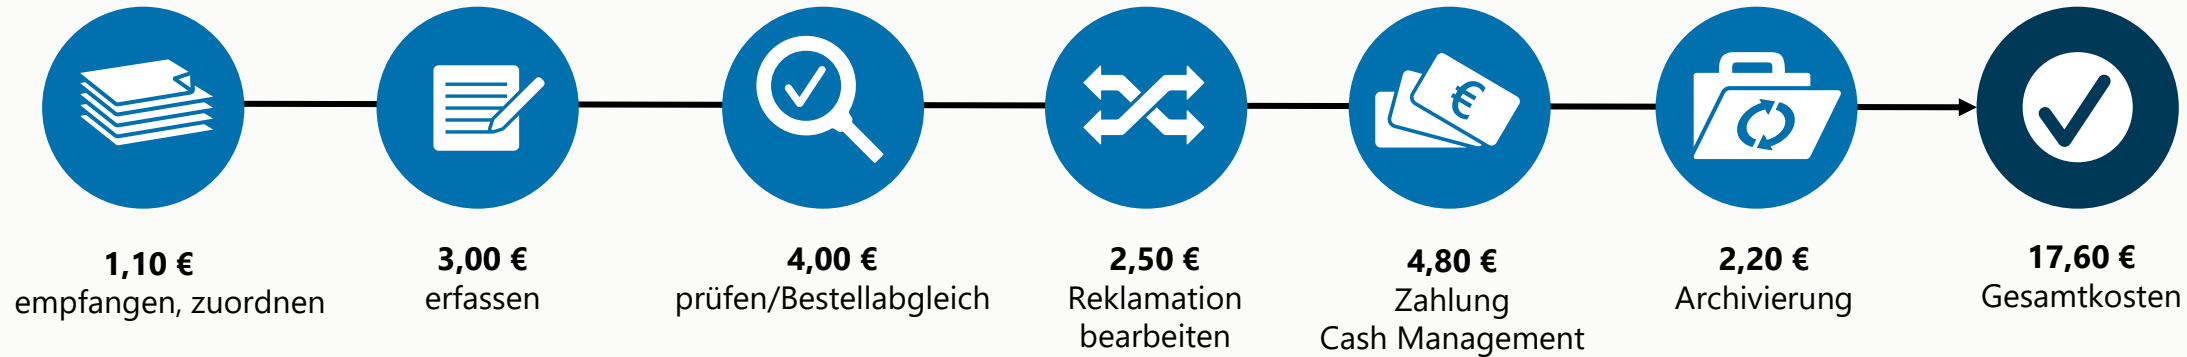 1,10 €
empfangen, zuordnen
3,00 €
erfassen
4,00 €
prüfen/Bestellabgleich
2,50 €
Reklamation
bearbeiten
4,80 €
Zahlung
Cash Management
2,20 €
Archivierung
17,60 €
Gesamtkosten
€